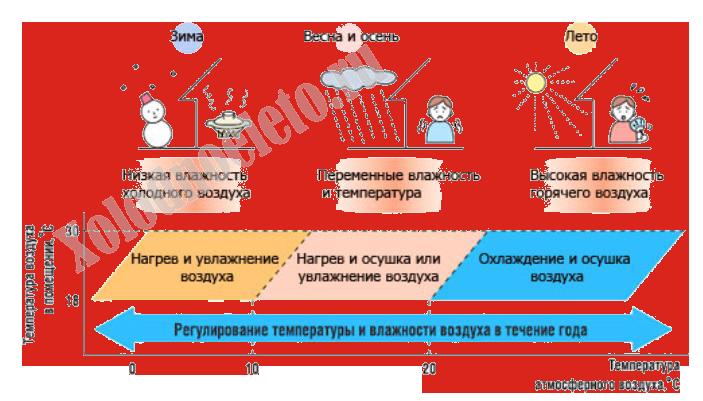 Зима
Весна и осень
Лето
Низкая влажность
холодного воздуха
Переменные влажность
и температура
Высокая влажность
горячего воздуха
xolodnoeleto.ru
Температура воздуха
в помещении, °С
30
18
Нагрев и увлажнение
воздуха
Нагрев и осушка или
увлажнение воздуха
Охлаждение и осушка
воздуха
Регулирование температуры и влажности воздуха в течение года
0
10
20
Температура
атмосферного воздуха,°С